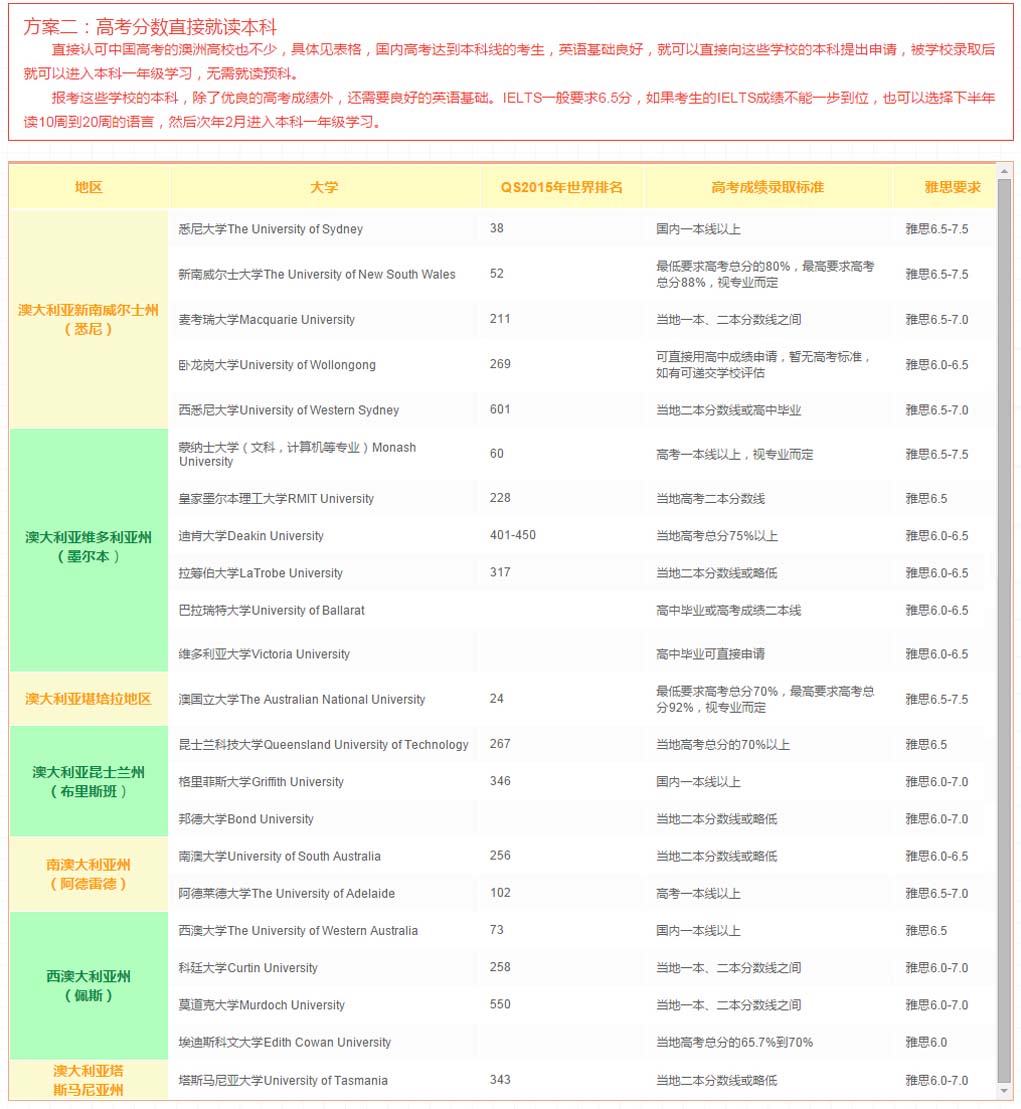 方案二：高考分数直接就读本科
直接认可中国高考的澳洲高校也不少，具体见表格，国内高考达到本科线的考生，英语基础良好，就可以直接向这些学校的本科提出申请，被学校录取后
就可以进入本科一年级学习，无需就读预科。
报考这些学校的本科，除了优良的高考成绩外，还需要良好的英语基础。IELTS一般要求6.5分，如果考生的IELTS成绩不能一步到位，也可以选择下半年
读10周到20周的语言，然后次年2月进入本科一年级学习。
地区 大学 QS2015年世界排名 高考成绩录取标准 雅思要求
澳大利亚新南威尔士州
（悉尼）
悉尼大学The University of Sydney 38 国内一本线以上 雅思6.5-7.5
新南威尔士大学The University of New South Wales 52 最低要求高考总分的80%，最高要求高考
总分88%，视专业而定 雅思6.5-7.5
麦考瑞大学Macquarie University 211 当地一本、二本分数线之间 雅思6.5-7.0
卧龙岗大学University of Wollongong 269 可直接用高中成绩申请，暂无高考标准，
如有可递交学校评估 雅思6.0-6.5
西悉尼大学University of Western Sydney 601 当地二本分数线或高中毕业 雅思6.5-7.0
澳大利亚维多利亚州
（墨尔本）
蒙纳士大学（文科，计算机等专业）Monash
University 60 高考一本线以上，视专业而定 雅思6.5-7.5
皇家墨尔本理工大学RMIT University 228 当地高考二本分数线 雅思6.5
迪肯大学Deakin University 401-450 当地高考总分75%以上 雅思6.0-6.5
拉筹伯大学LaTrobe University 317 当地二本分数线或略低 雅思6.0-6.5
巴拉瑞特大学University of Ballarat 高中毕业或高考成绩二本线 雅思6.0-6.5
维多利亚大学Victoria University 高中毕业可直接申请 雅思6.0-6.5
澳大利亚堪培拉地区
澳国立大学The Australian National University 24 最低要求高考总分70%，最高要求高考总
分92%，视专业而定 雅思6.5-7.5
澳大利亚昆士兰州
（布里斯班）
昆士兰科技大学Queensland University of Technology 267 当地高考总分的70%以上 雅思6.5
格里菲斯大学Griffith University 346 国内一本线以上 雅思6.0-7.0
邦德大学Bond University 当地二本分数线或略低 雅思6.0-7.0
南澳大利亚州
（阿德雷德）
南澳大学University of South Australia 256 当地二本分数线或略低 雅思6.0-6.5
阿德莱德大学The University of Adelaide 102 高考一本线以上 雅思6.5-7.0
西澳大利亚州
（佩斯）
西澳大学The University of Western Australia 73 国内一本线以上 雅思6.5
科廷大学Curtin University 258 当地一本、二本分数线之间 雅思6.0-7.0
莫道克大学Murdoch University 550 当地一本、二本分数线之间 雅思6.0-7.0
埃迪斯科文大学Edith Cowan University 当地高考总分的65.7%到70% 雅思6.0
澳大利亚塔
斯马尼亚州
塔斯马尼亚大学University of Tasmania 343 当地二本分数线或略低 雅思6.0-7.0